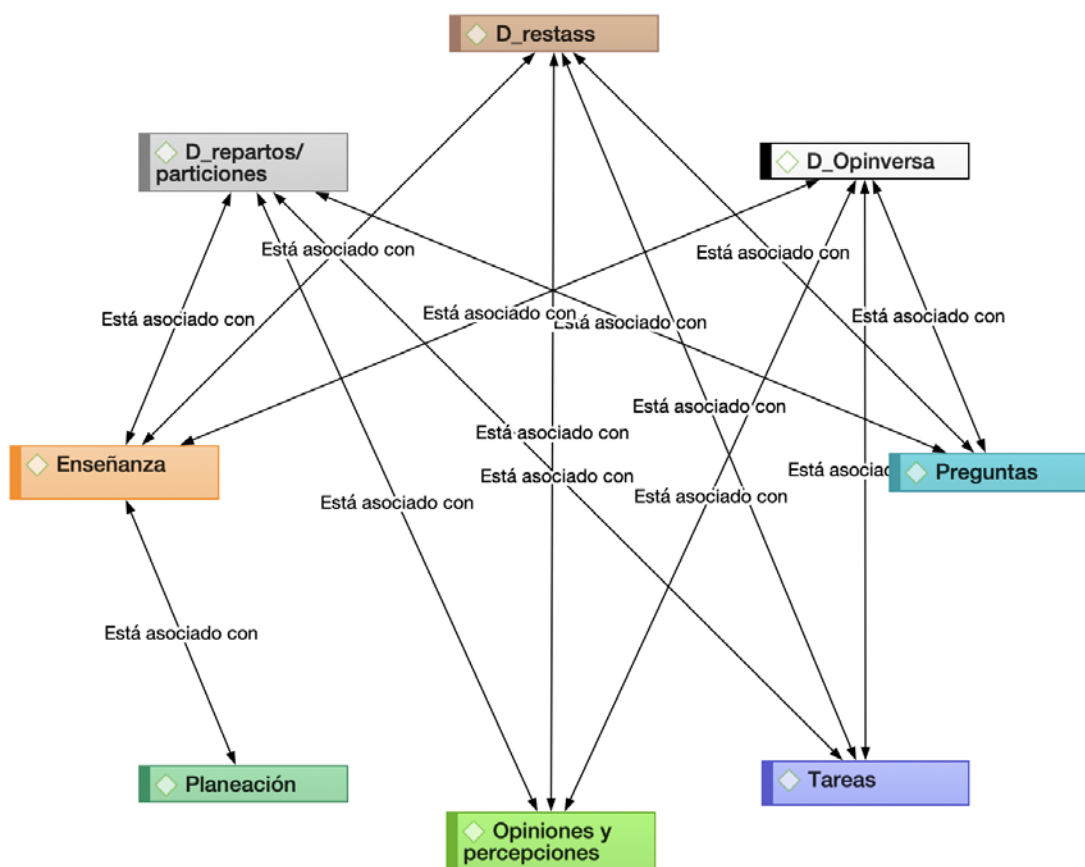 D_restass
D_repartos/
particiones
D_Opinversa
Está asociado con
Está asociado con
Está asociado con
Está asociado con
Está asociado con
Está asociado con
Está asociado con
Está asociado con
Está asociado con
Enseñanza
Preguntas
Está asociado
Está asociado con
Está asociado con
Está asociado con
Planeación
Tareas
Opiniones y
percepciones